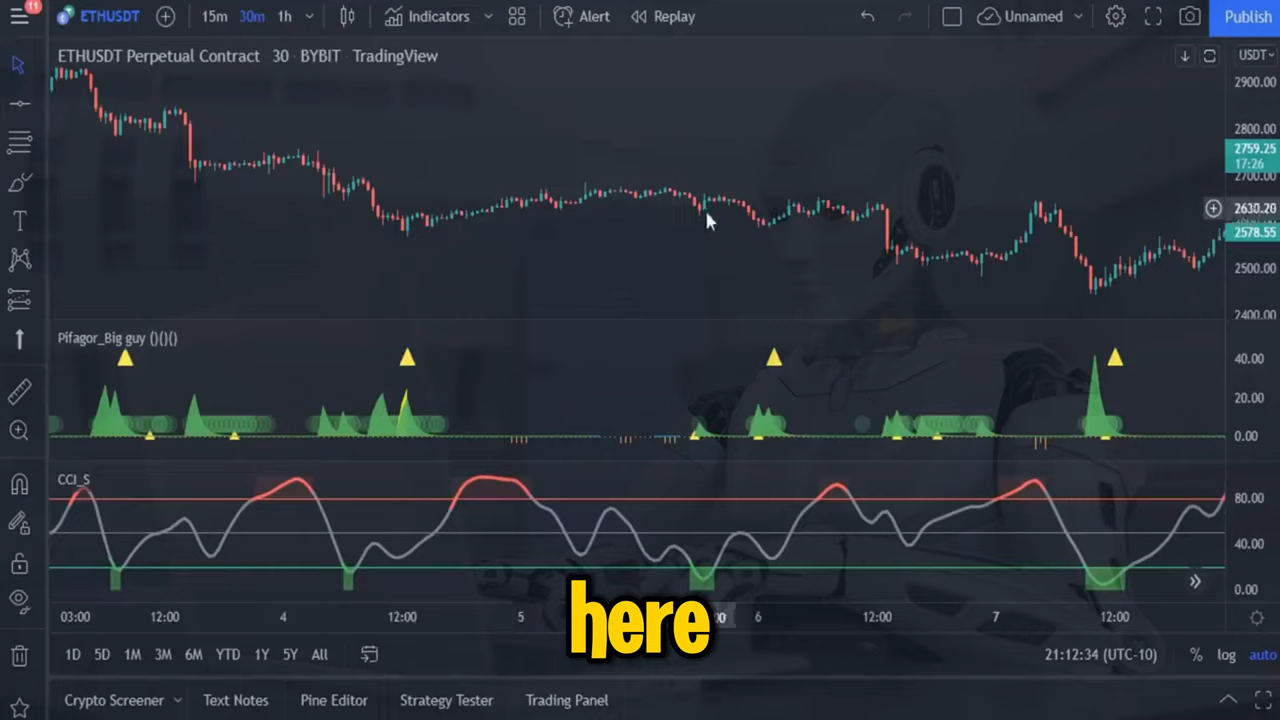 11
ETHUSDT 15m 30m 1h Indicators Alert Replay Unnamed Publish
ETHUSDT Perpetual Contract 30 BYBIT TradingView
USDT
2900.00
2800.00
2759.25
17:26
2700.00
2630.20
2578.55
2500.00
2400.00
Pifagor_Big guy ()()()
40.00
20.00
0.00
CCI_S
80.00
40.00
0.00
03:00 12:00 4 12:00 5 6 12:00 7 12:00
here
1D 5D 1M 3M 6M YTD 1Y 5Y All 21:12:34 (UTC-10) % log auto
Crypto Screener Text Notes Pine Editor Strategy Tester Trading Panel